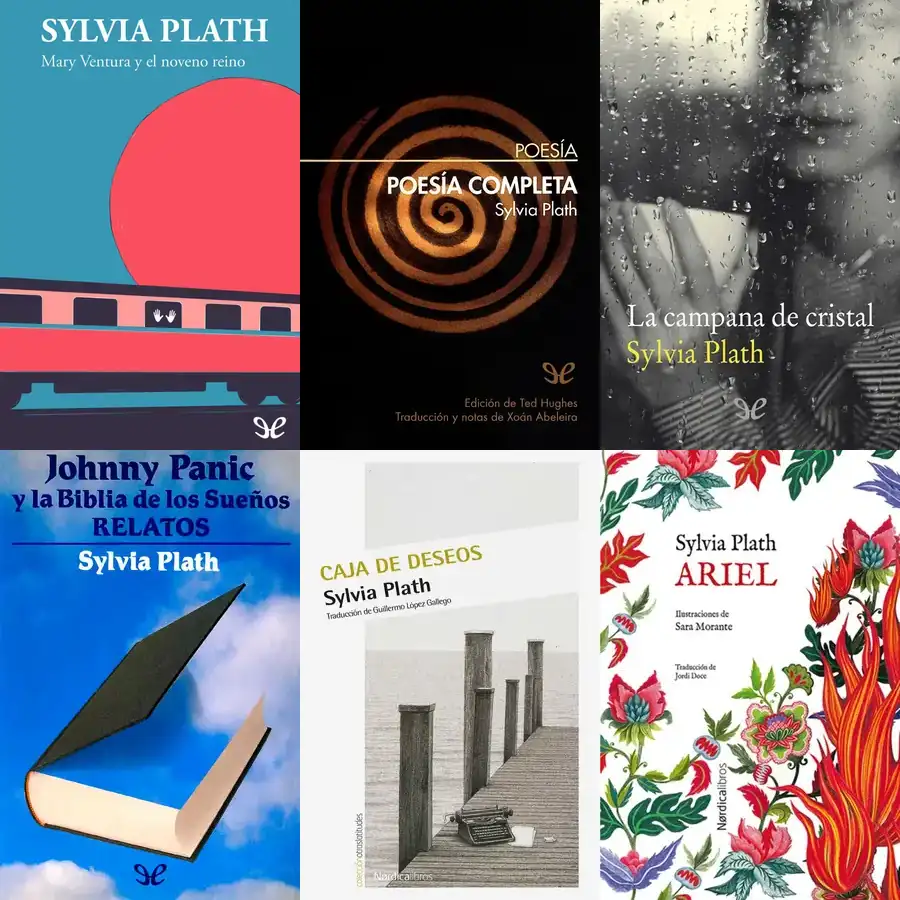 SYLVIA PLATH
Mary Ventura y el noveno reino
POESÍA
POESÍA COMPLETA
Sylvia Plath
Edición de Ted Hughes
Traducción y notas de Xoán Abeleira
La campana de cristal
Sylvia Plath
Johnny Panic
y la Biblia de los Sueños
RELATOS
Sylvia Plath
CAJA DE DESEOS
Sylvia Plath
Traducción de Guillermo López Gallego
colecciónotraslatitudes
Nórdicalibros
Sylvia Plath
ARIEL
Ilustraciones de
Sara Morante
Traducción de
Jordi Doce
Nørdicalibros